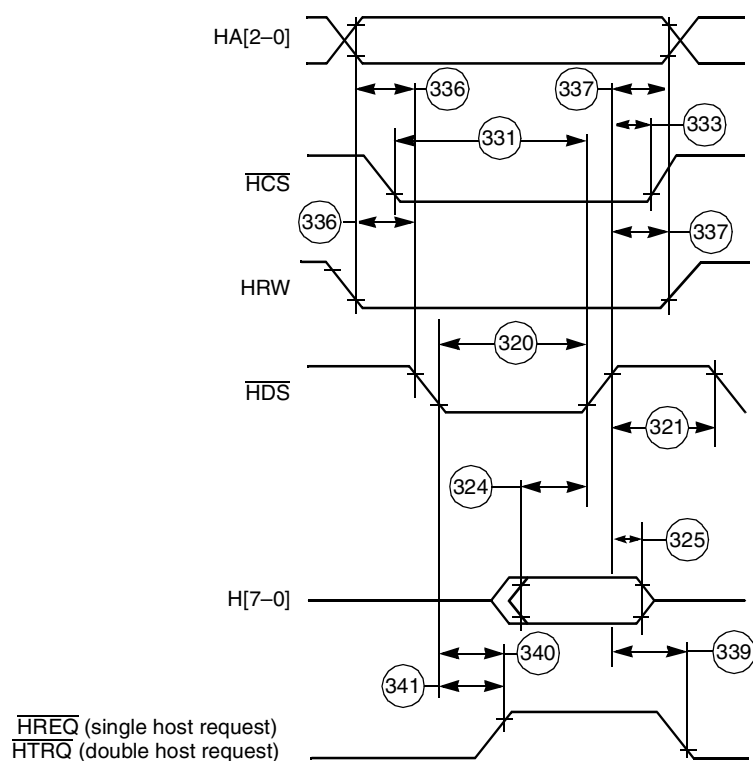 HA[2–0]
336
337
333
331
HCS
336
337
HRW
320
HDS
321
324
325
H[7–0]
340
339
341
HREQ (single host request)
HTRQ (double host request)